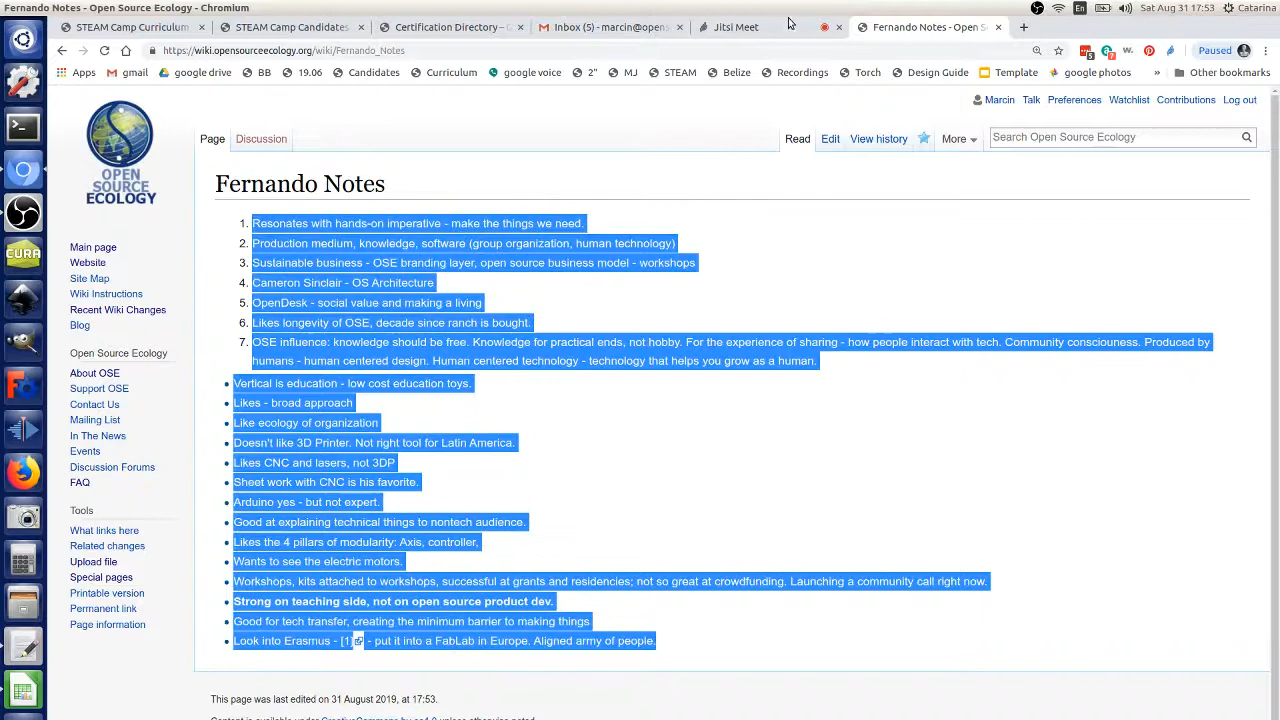 Fernando Notes - Open Source Ecology - Chromium
En
Sat Aug 31 17:53
Catarina
STEAM Camp Curriculum
STEAM Camp Candidates
Certification Directory –
Inbox (5) - marcin@opens
Jitsi Meet
Fernando Notes - Open S
https://wiki.opensourceecology.org/wiki/Fernando_Notes
Paused
Apps
gmail
google drive
BB
19.06
Candidates
Curriculum
google voice
2"
MJ
STEAM
Belize
Recordings
Torch
Design Guide
Template
google photos
»
Other bookmarks
Marcin
Talk
Preferences
Watchlist
Contributions
Log out
OPEN
SOURCE
ECOLOGY
Page
Discussion
Read
Edit
View history
More
Search Open Source Ecology
Fernando Notes
1. Resonates with hands-on imperative - make the things we need.
2. Production medium, knowledge, software (group organization, human technology)
3. Sustainable business - OSE branding layer, open source business model - workshops
4. Cameron Sinclair - OS Architecture
5. OpenDesk - social value and making a living
6. Likes longevity of OSE, decade since ranch is bought.
7. OSE influence: knowledge should be free. Knowledge for practical ends, not hobby. For the experience of sharing - how people interact with tech. Community consciouness. Produced by
humans - human centered design. Human centered technology - technology that helps you grow as a human.
Vertical is education - low cost education toys.
Likes - broad approach
Like ecology of organization
Doesn't like 3D Printer. Not right tool for Latin America.
Likes CNC and lasers, not 3DP
Sheet work with CNC is his favorite.
Arduino yes - but not expert.
Good at explaining technical things to nontech audience.
Likes the 4 pillars of modularity: Axis, controller,
Wants to see the electric motors.
Workshops, kits attached to workshops, successful at grants and residencies; not so great at crowdfunding. Launching a community call right now.
Strong on teaching side, not on open source product dev.
Good for tech transfer, creating the minimum barrier to making things
Look into Erasmus - [1] - put it into a FabLab in Europe. Aligned army of people.
Main page
Website
Site Map
Wiki Instructions
Recent Wiki Changes
Blog
Open Source Ecology
About OSE
Support OSE
Contact Us
Mailing List
In The News
Events
Discussion Forums
FAQ
Tools
What links here
Related changes
Upload file
Special pages
Printable version
Permanent link
Page information
CURA
This page was last edited on 31 August 2019, at 17:53.